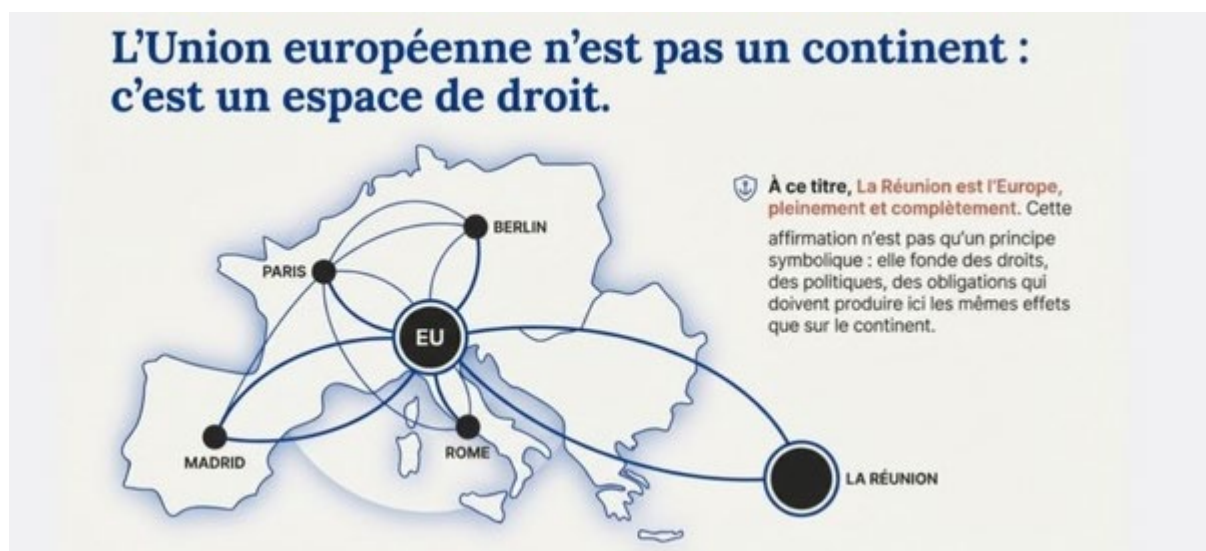 L’Union européenne n’est pas un continent :
c’est un espace de droit.
À ce titre, La Réunion est l'Europe,
pleinement et complètement. Cette
affirmation n’est pas qu’un principe
symbolique : elle fonde des droits,
des politiques, des obligations qui
doivent produire ici les mêmes effets
que sur le continent.
BERLIN
PARIS
EU
MADRID
ROME
LA RÉUNION